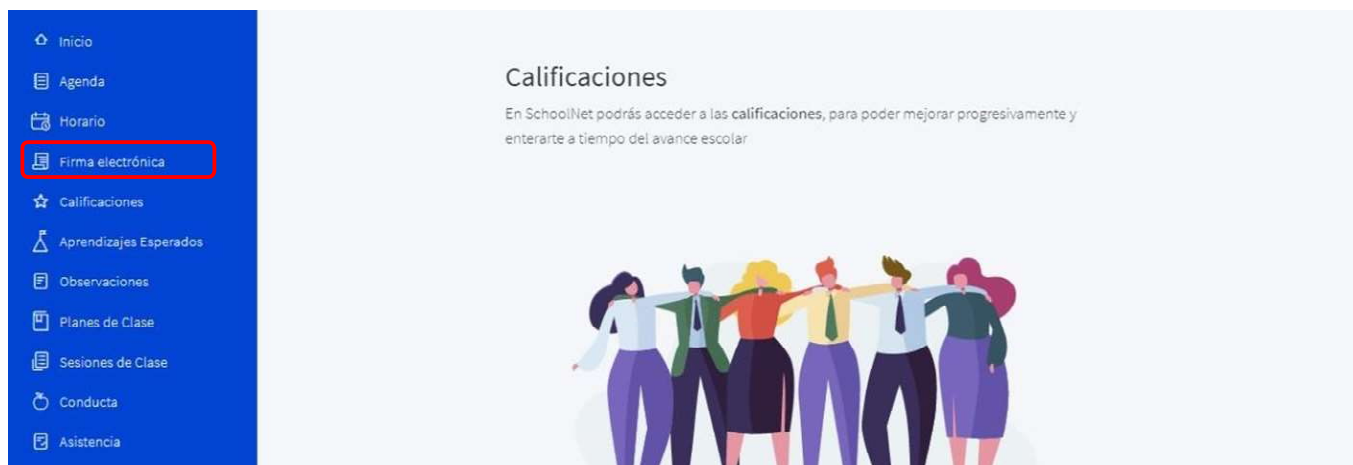 Inicio
Agenda
Horario
Firma electrónica
Calificaciones
Aprendizajes Esperados
Observaciones
Planes de Clase
Sesiones de Clase
Conducta
Asistencia
Calificaciones
En SchoolNet podrás acceder a las calificaciones, para poder mejorar progresivamente y
enterarte a tiempo del avance escolar